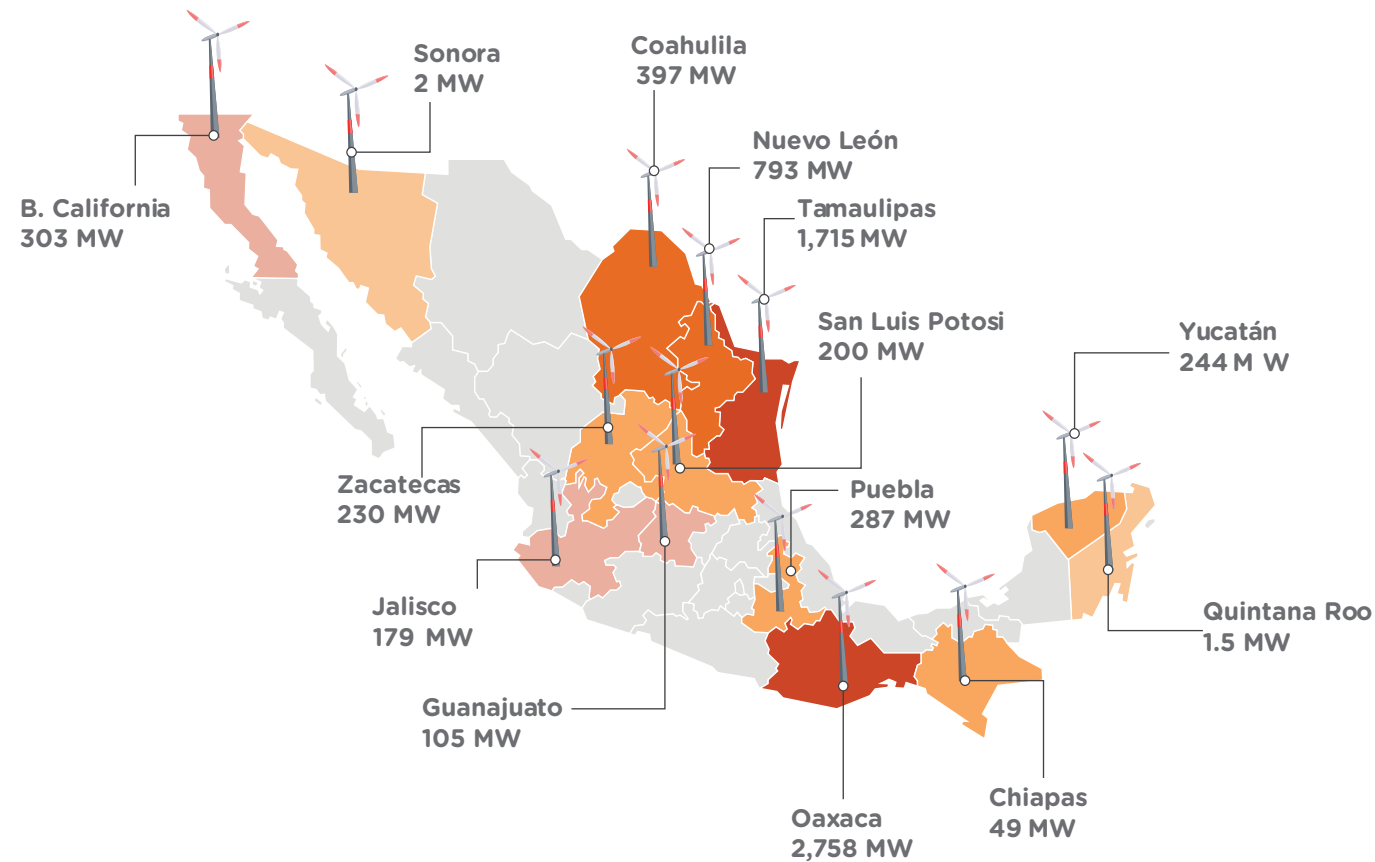 Sonora
2 MW
Coahulila
397 MW
Nuevo León
793 MW
B. California
303 MW
Tamaulipas
1,715 MW
San Luis Potosi
200 MW
Yucatán
244 M W
Zacatecas
230 MW
Puebla
287 MW
Jalisco
179 MW
Quintana Roo
1.5 MW
Guanajuato
105 MW
Chiapas
49 MW
Oaxaca
2,758 MW